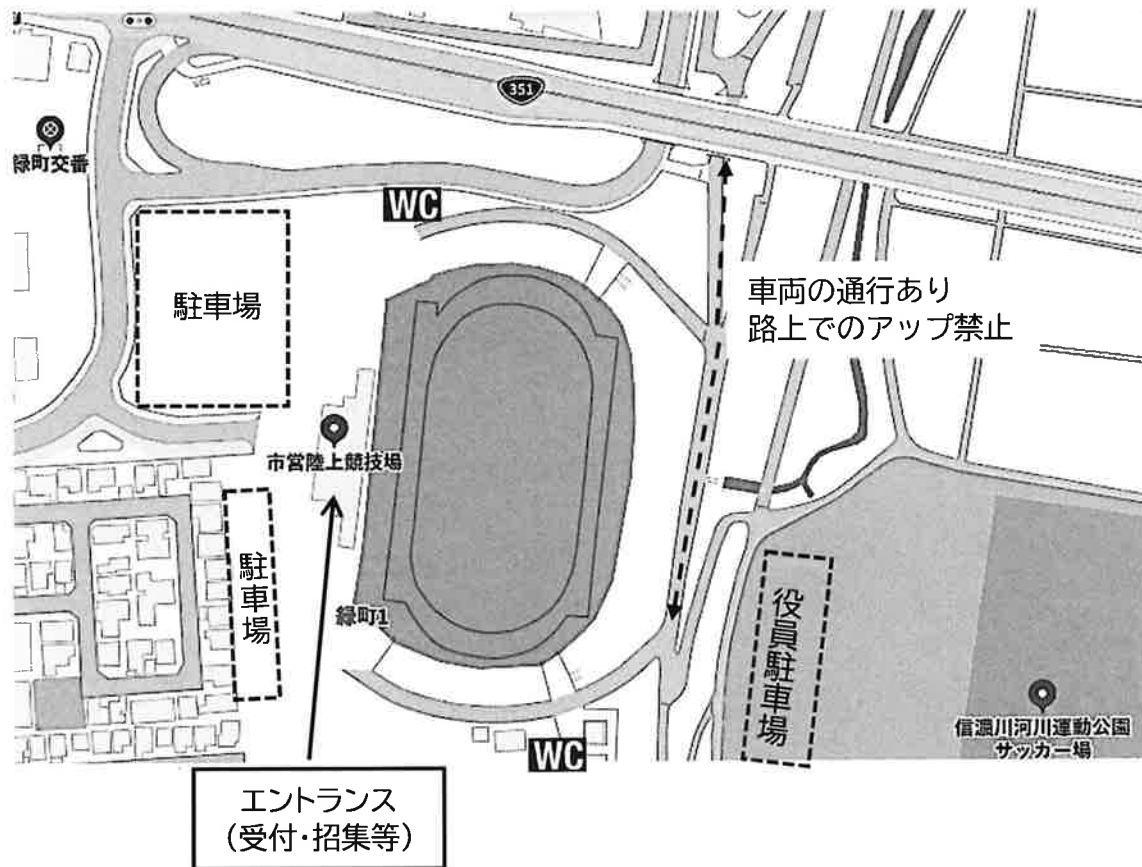 351
緑町交番
WC
駐車場
車両の通行あり
路上でのアップ禁止
市営陸上競技場
駐車場
緑町1
役員駐車場
信濃川河川運動公園
サッカー場
WC
エントランス
(受付・招集等)